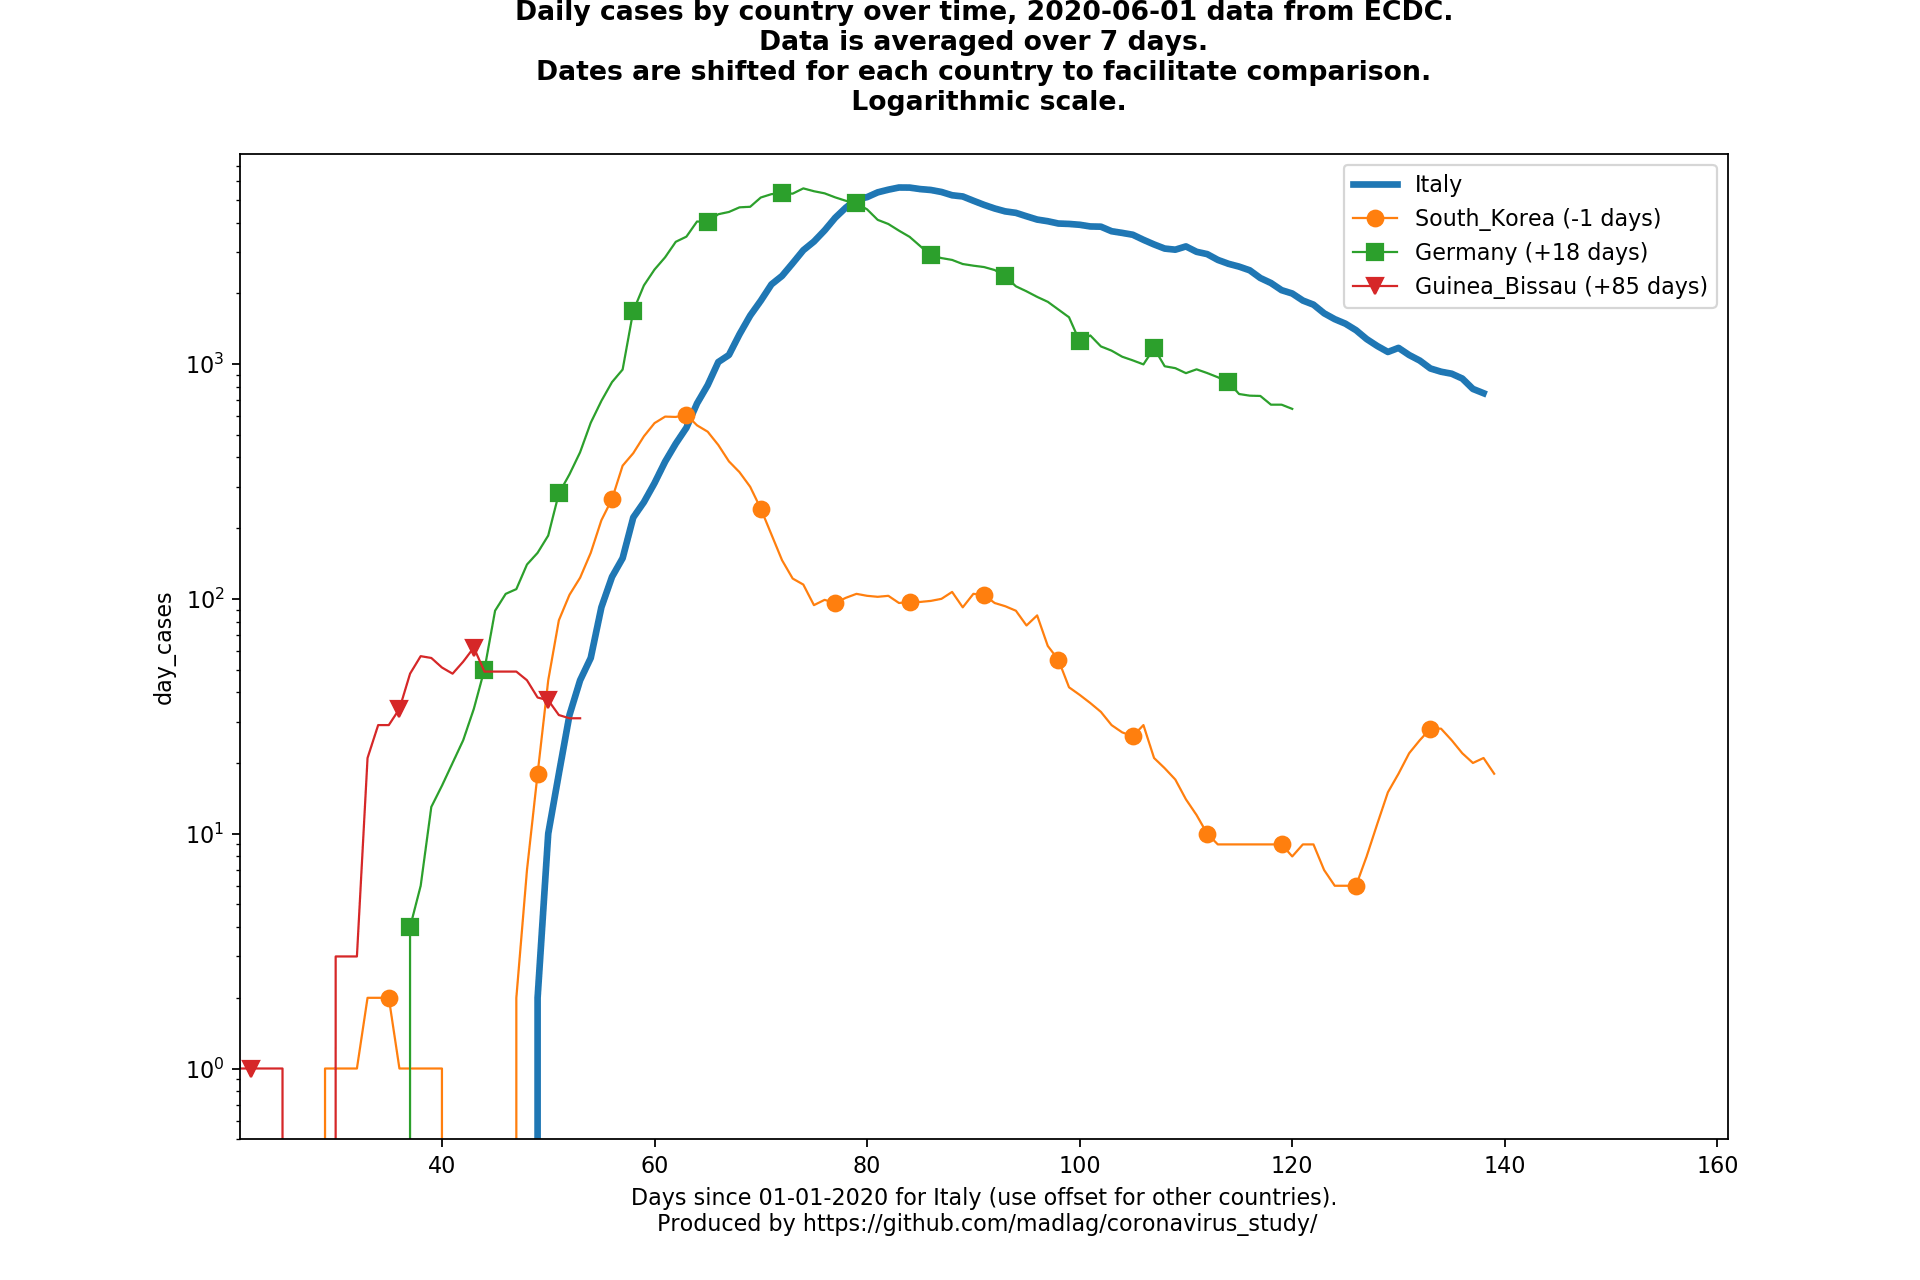 Daily cases by country over time, 2020-06-01 data from ECDC.
Data is averaged over 7 days.
Dates are shifted for each country to facilitate comparison.
Logarithmic scale.
Italy
South_Korea (-1 days)
Germany (+18 days)
Guinea_Bissau (+85 days)
day_cases
10³
10²
10¹
10⁰
40 60 80 100 120 140 160
Days since 01-01-2020 for Italy (use offset for other countries).
Produced by https://github.com/madlag/coronavirus_study/